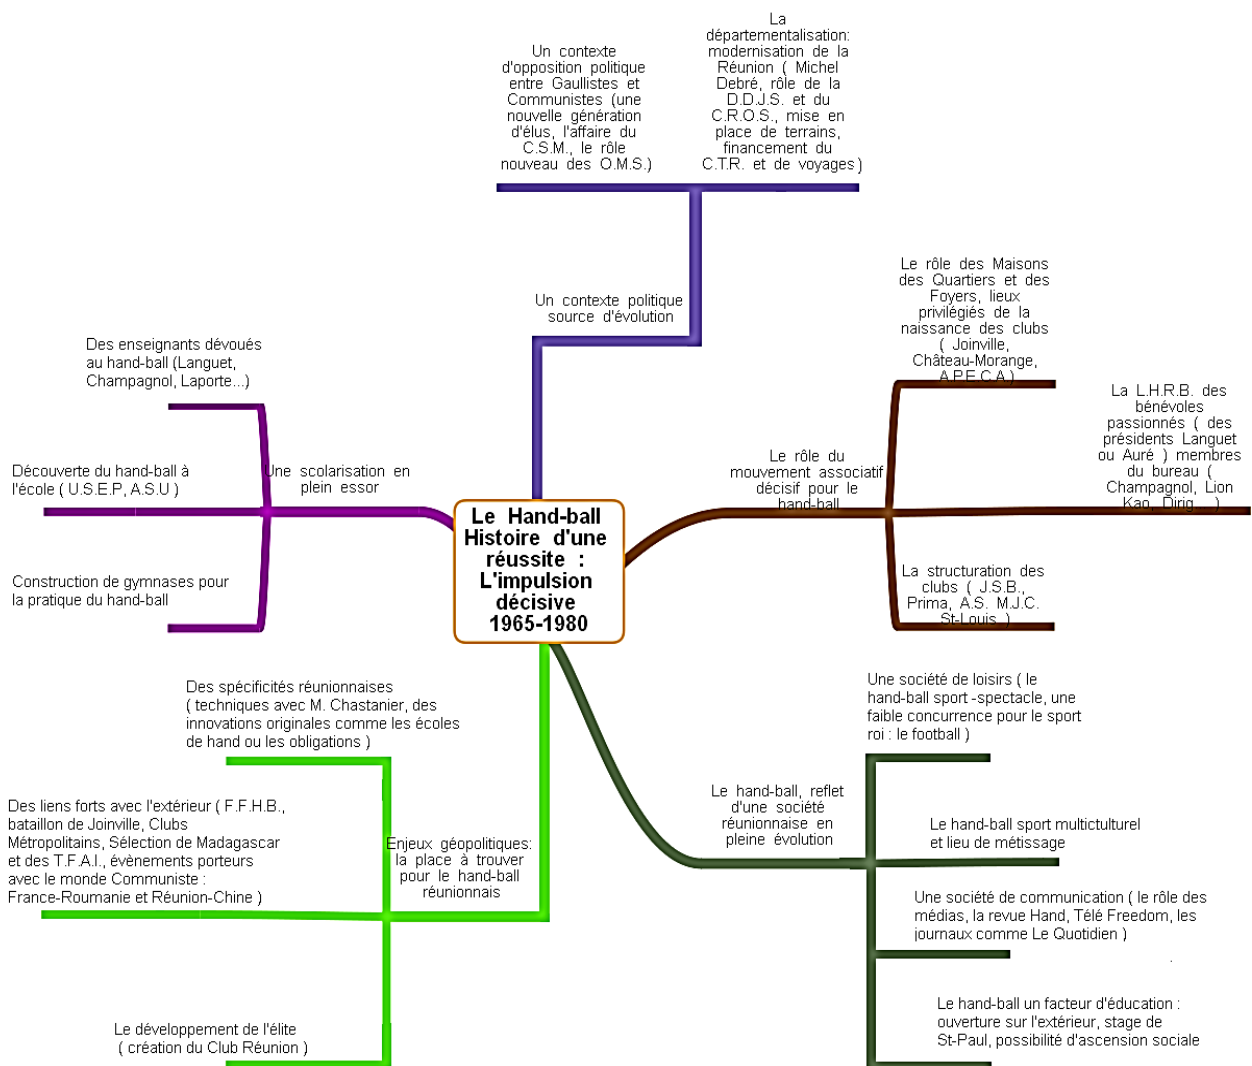 La
départementalisation:
modernisation de la
Réunion ( Michel
Debré, rôle de la
D.D.J.S. et du
C.R.O.S., mise en
place de terrains,
financement du
C.T.R. et de voyages)
Un contexte
d'opposition politique
entre Gaullistes et
Communistes (une
nouvelle génération
d'élus, l'affaire du
C.S.M., le rôle
nouveau des O.M.S.)
Un contexte politique
source d'évolution
Le rôle des Maisons
des Quartiers et des
Foyers, lieux
privilégiés de la
naissance des clubs
( Joinville,
Château-Morange,
A.P.E.C.A.)
La L.H.R.B. des
bénévoles
passionnés ( des
présidents Languet
ou Auré ) membres
du bureau (
Champagnol, Lion
Kao, Dirig... )
Le rôle du
mouvement associatif
décisif pour le
hand-ball
La structuration des
clubs ( J.S.B.,
Prima, A.S. M.J.C.
St-Louis )
Des enseignants dévoués
au hand-ball (Languet,
Champagnol, Laporte...)
Découverte du hand-ball à
l'école ( U.S.E.P, A.S.U )
Une scolarisation en
plein essor
Construction de gymnases pour
la pratique du hand-ball
Le Hand-ball
Histoire d'une
réussite :
L'impulsion
décisive
1965-1980
Des spécificités réunionnaises
( techniques avec M. Chastanier, des
innovations originales comme les écoles
de hand ou les obligations )
Des liens forts avec l'extérieur ( F.F.H.B.,
bataillon de Joinville, Clubs
Métropolitains, Sélection de Madagascar
et des T.F.A.I., évènements porteurs
avec le monde Communiste :
France-Roumanie et Réunion-Chine )
Enjeux géopolitiques:
la place à trouver
pour le hand-ball
réunionnais
Le développement de l'élite
( création du Club Réunion )
Une société de loisirs ( le
hand-ball sport -spectacle, une
faible concurrence pour le sport
roi : le football )
Le hand-ball, reflet
d'une société
réunionnaise en
pleine évolution
Le hand-ball sport multiculturel
et lieu de métissage
Une société de communication ( le rôle des
médias, la revue Hand, Télé Freedom, les
journaux comme Le Quotidien )
Le hand-ball un facteur d'éducation :
ouverture sur l'extérieur, stage de
St-Paul, possibilité d'ascension sociale